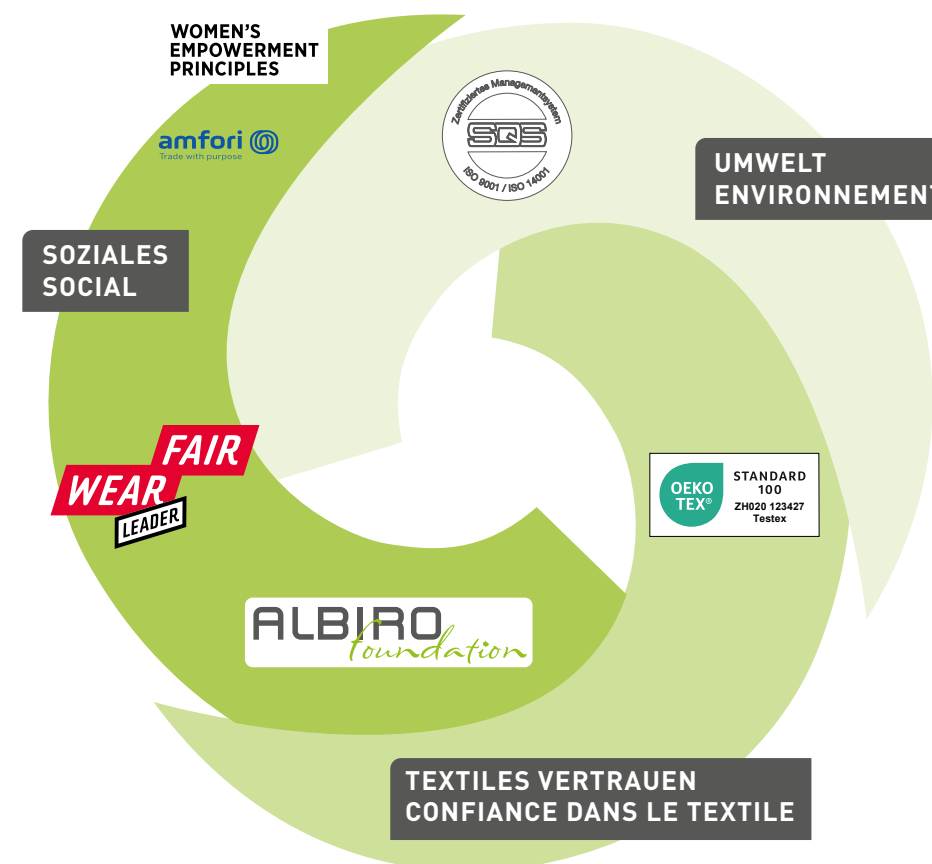 WOMEN'S
EMPOWERMENT
PRINCIPLES
amfori
Trade with purpose
Zertifiziertes Managementsystem
SQS
ISO 9001 / ISO 14001
UMWELT
ENVIRONNEMENT
SOZIALES
SOCIAL
FAIR
WEAR
LEADER
OEKO
TEX®
STANDARD
100
ZH020 123427
Testex
ALBIRO
foundation
TEXTILES VERTRAUEN
CONFIANCE DANS LE TEXTILE